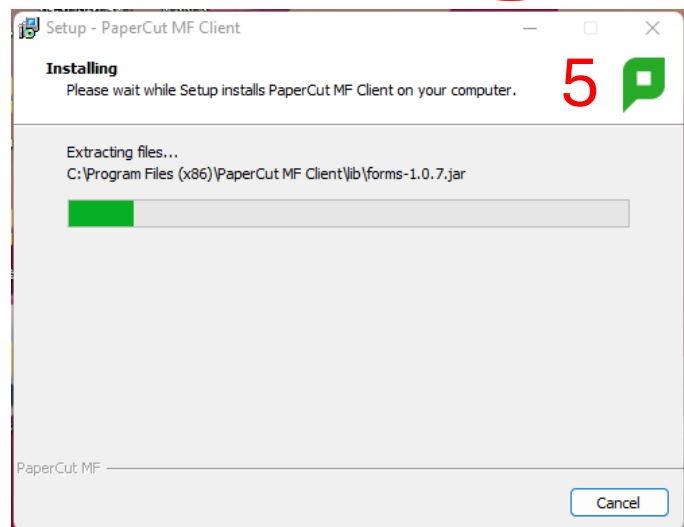 Setup - PaperCut MF Client
Installing
Please wait while Setup installs PaperCut MF Client on your computer.
5
Extracting files...
C:\Program Files (x86)\PaperCut MF Client\lib\forms-1.0.7.jar
PaperCut MF
Cancel